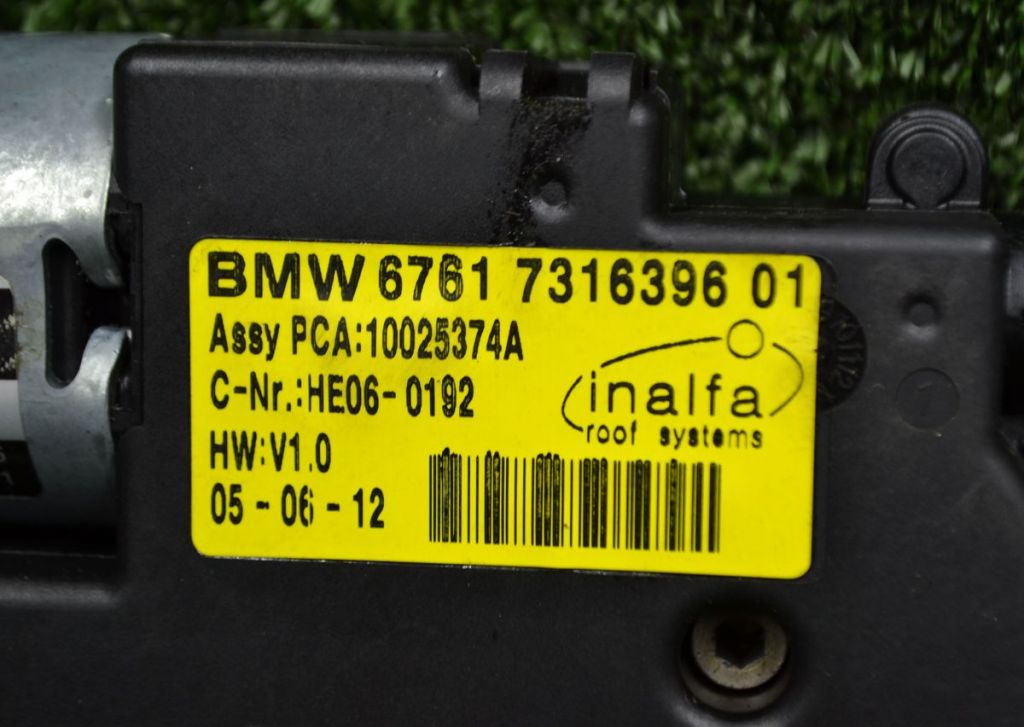 BMW 6761 7316396 01
Assy PCA:10025374A
C-Nr.:HE06-0192
HW:V1.0
05-06-12
inalfa
roof systems